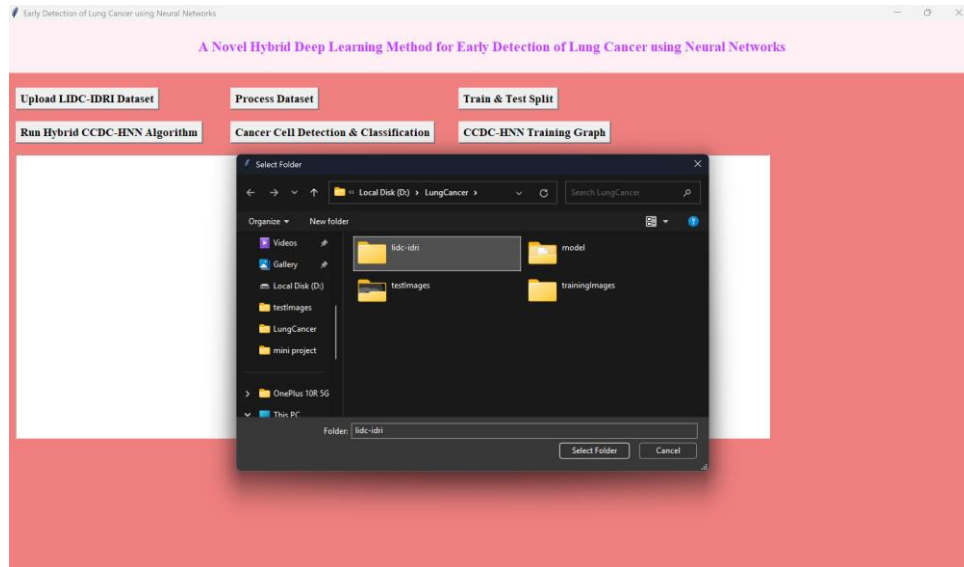 Early Detection of Lung Cancer using Neural Networks
A Novel Hybrid Deep Learning Method for Early Detection of Lung Cancer using Neural Networks
Upload LIDC-IDRI Dataset
Process Dataset
Train & Test Split
Run Hybrid CCDC-HNN Algorithm
Cancer Cell Detection & Classification
CCDC-HNN Training Graph
Select Folder
« Local Disk (D:) › LungCancer ›
Search LungCancer
Organize
New folder
Videos
Gallery
Local Disk (D:)
testImages
LungCancer
mini project
OnePlus 10R 5G
This PC
lidc-idri
model
testImages
trainingImages
Folder: lidc-idri
Select Folder
Cancel